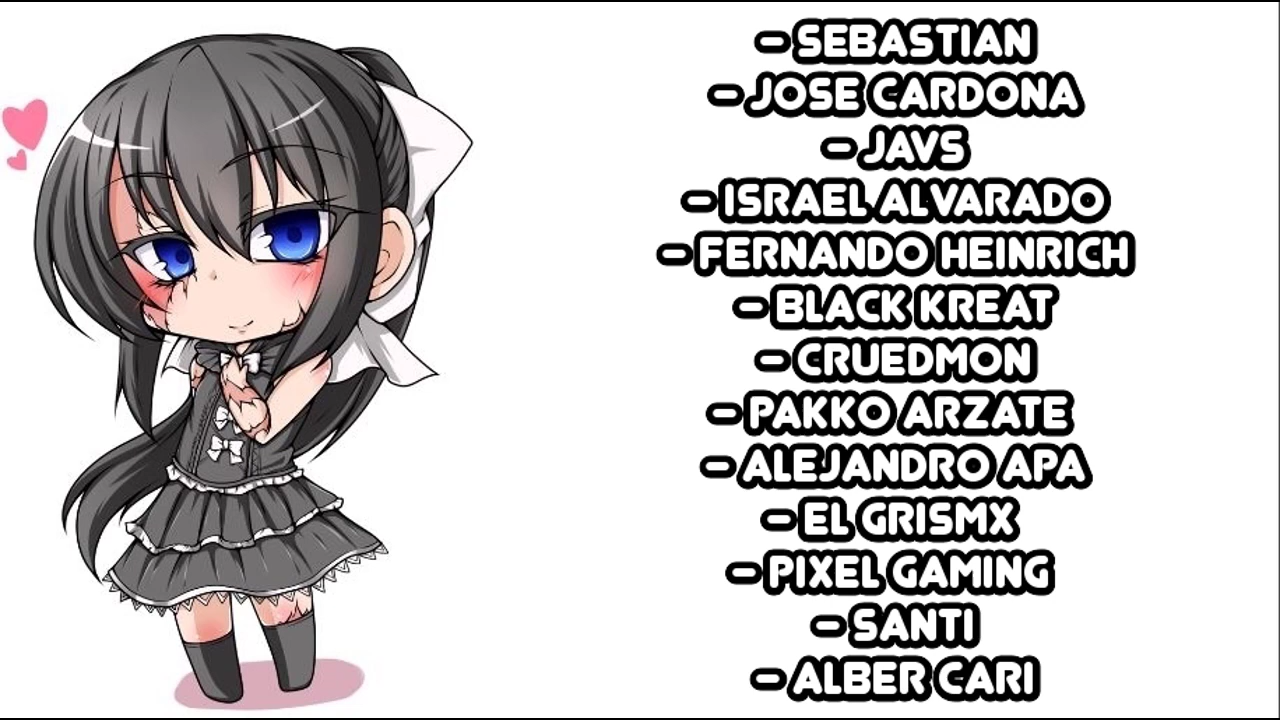 - SEBASTIAN
- JOSE CARDONA
- JAVS
- ISRAEL ALVARADO
- FERNANDO HEINRICH
- BLACK KREAT
- CRUEDMON
- PAKKO ARZATE
- ALEJANDRO APA
- EL GRISMX
- PIXEL GAMING
- SANTI
- ALBER CARI